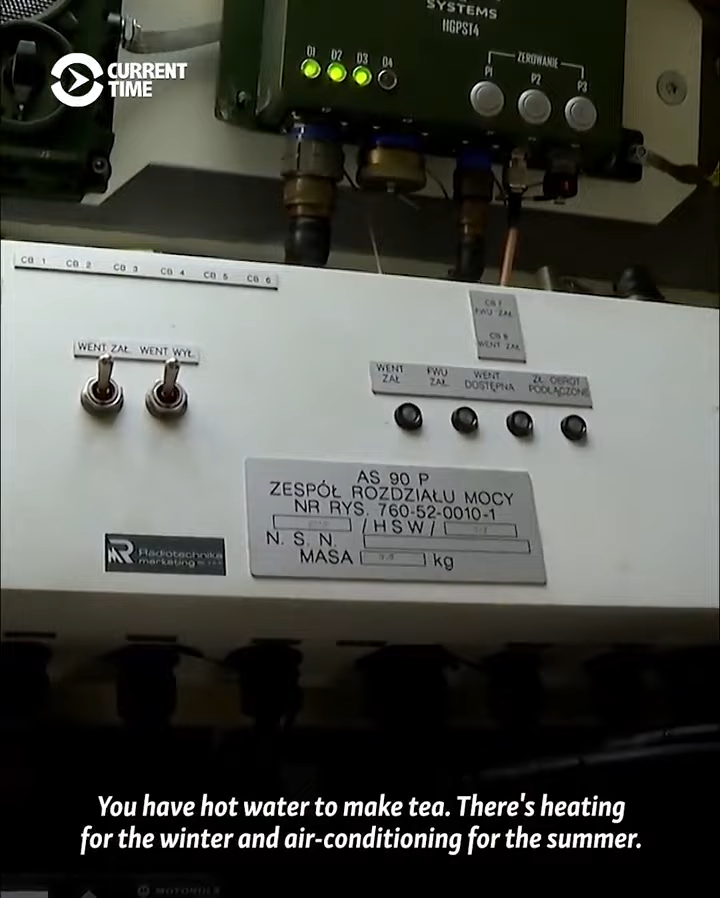 SYSTEMS
HGPST4
D1 D2 D3 D4
ZEROWANIE
P1 P2 P3
CURRENT
TIME
CB 1 CB 2 CB 3 CB 4 CB 5 CB 6
CB 7
FWU ZAŁ
CB 8
WENT ZAŁ
WENT ZAŁ WENT WYŁ
WENT ZAŁ
FWU ZAŁ
WENT DOSTĘPNA
ZŁ OBROT PODŁĄCZONE
AS 90 P
ZESPÓŁ ROZDZIAŁU MOCY
NR RYS. 760-52-0010-1
/HSW/
N. S. N.
MASA kg
Radiotechnika
marketing
You have hot water to make tea. There's heating
for the winter and air-conditioning for the summer.
MOTOROLA